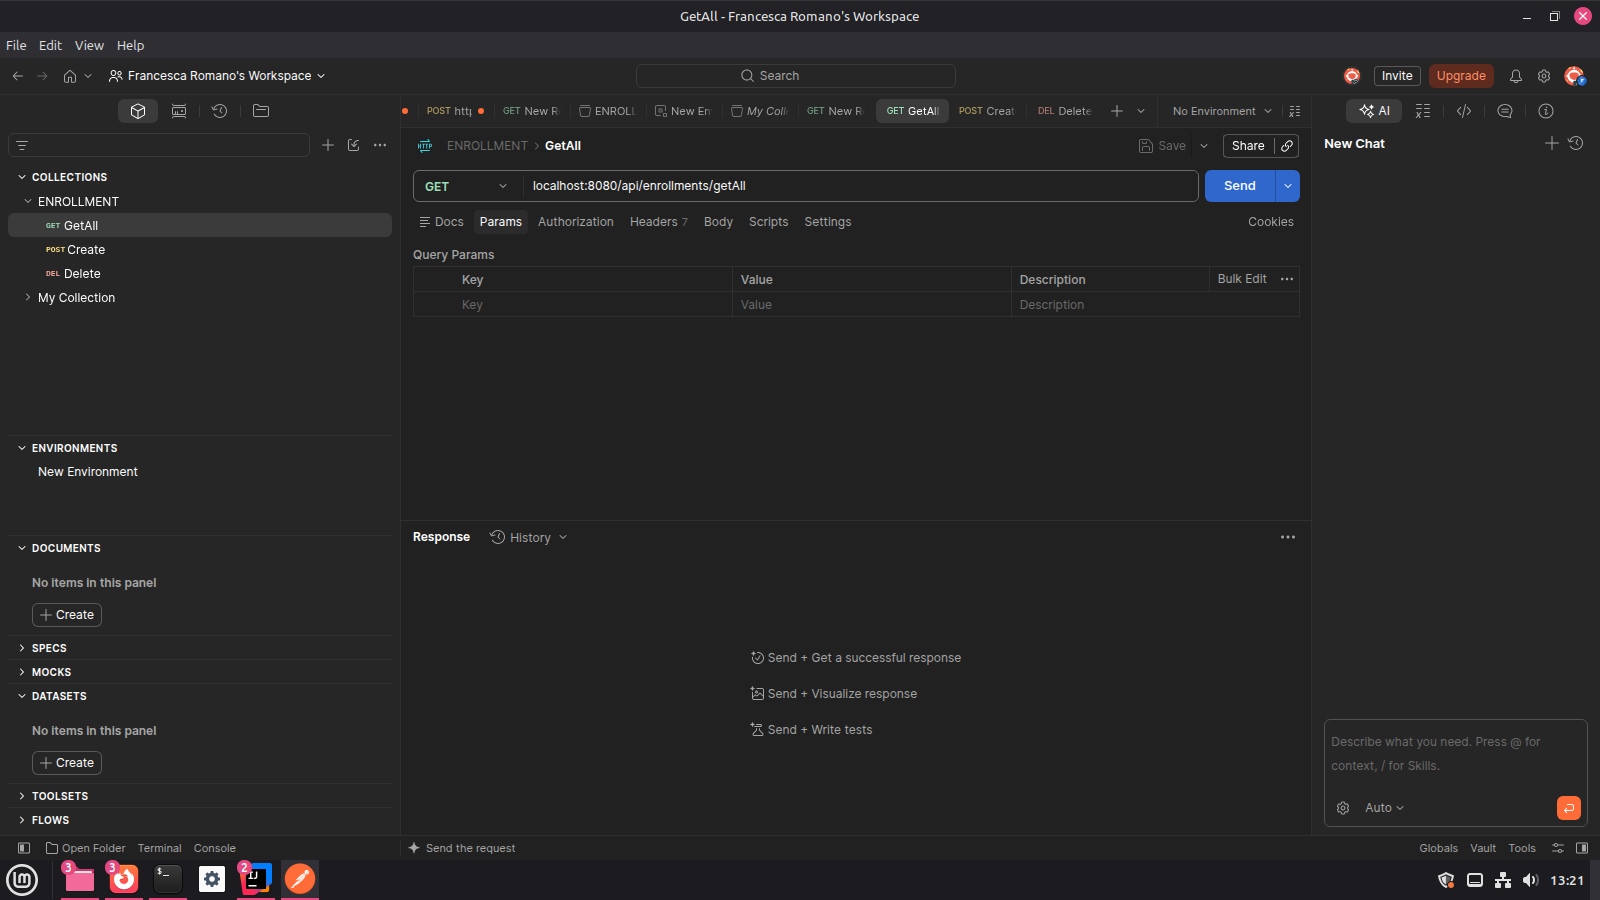 GetAll - Francesca Romano's Workspace
File Edit View Help
Francesca Romano's Workspace
Search
Invite
Upgrade
POST htt
GET New R
ENROLL
New En
My Coll
GET New R
GET GetAll
POST Creat
DEL Delete
No Environment
AI
ENROLLMENT > GetAll
Save
Share
New Chat
COLLECTIONS
ENROLLMENT
GET GetAll
POST Create
DEL Delete
My Collection
GET
localhost:8080/api/enrollments/getAll
Send
Docs Params Authorization Headers 7 Body Scripts Settings
Cookies
Query Params
Key Value Description Bulk Edit
Key Value Description
ENVIRONMENTS
New Environment
Response History
DOCUMENTS
No items in this panel
Create
SPECS
MOCKS
DATASETS
No items in this panel
Create
TOOLSETS
FLOWS
Send + Get a successful response
Send + Visualize response
Send + Write tests
Describe what you need. Press @ for
context, / for Skills.
Auto
Open Folder Terminal Console
Send the request
Globals Vault Tools
3
3
2
13:21